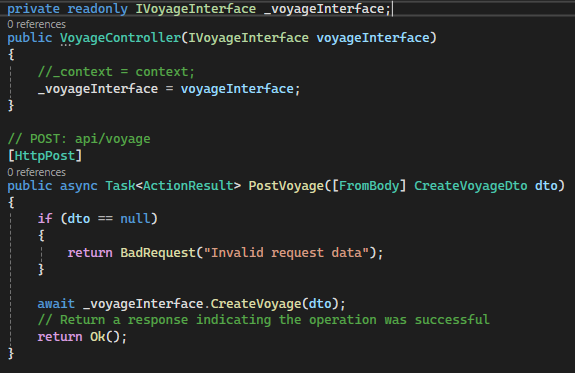 private readonly IVoyageInterface _voyageInterface;
0 references
public VoyageController(IVoyageInterface voyageInterface)
{
//_context = context;
_voyageInterface = voyageInterface;
}
// POST: api/voyage
[HttpPost]
0 references
public async Task<ActionResult> PostVoyage([FromBody] CreateVoyageDto dto)
{
if (dto == null)
{
return BadRequest("Invalid request data");
}
await _voyageInterface.CreateVoyage(dto);
// Return a response indicating the operation was successful
return Ok();
}